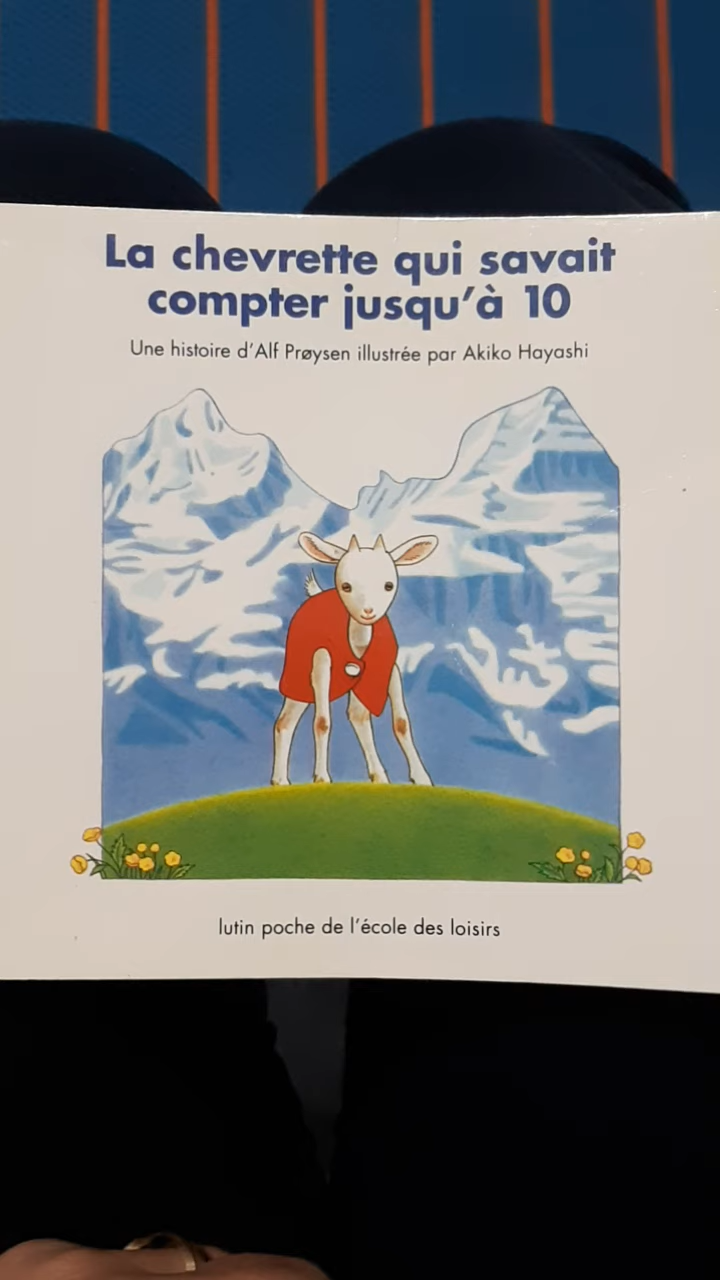 La chevrette qui savait
compter jusqu'à 10
Une histoire d'Alf Prøysen illustrée par Akiko Hayashi
lutin poche de l'école des loisirs